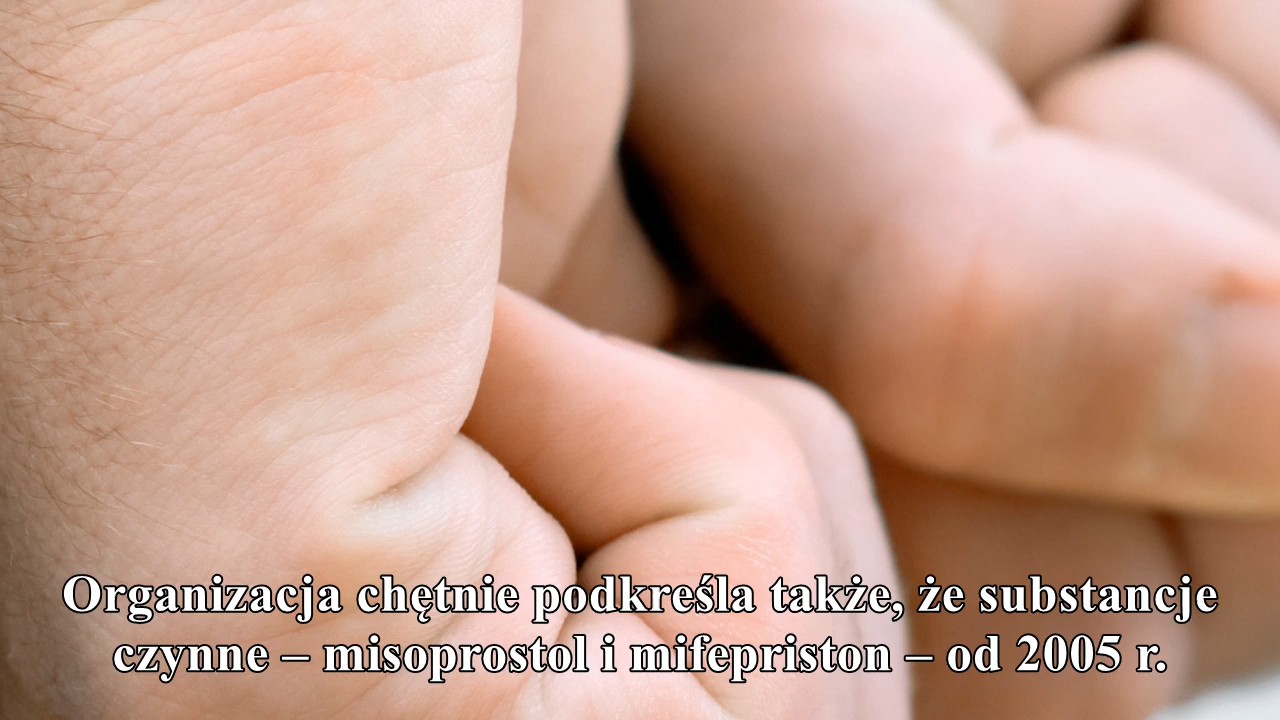 Organizacja chętnie podkreśla także, że substancje
czynne – misoprostol i mifepriston – od 2005 r.